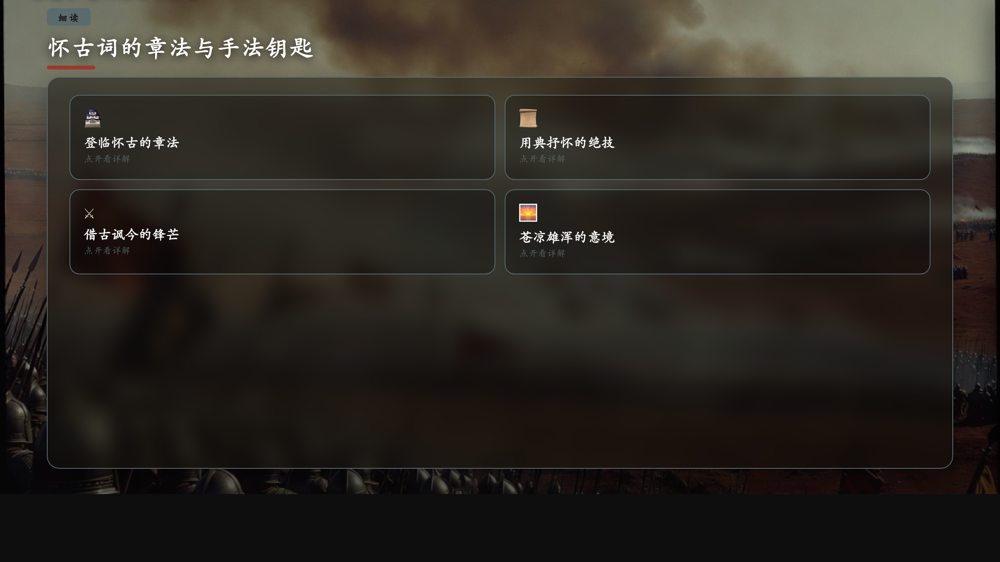 细读
怀古词的章法与手法钥匙
登临怀古的章法
点开看详解
用典抒怀的绝技
点开看详解
借古讽今的锋芒
点开看详解
苍凉雄浑的意境
点开看详解